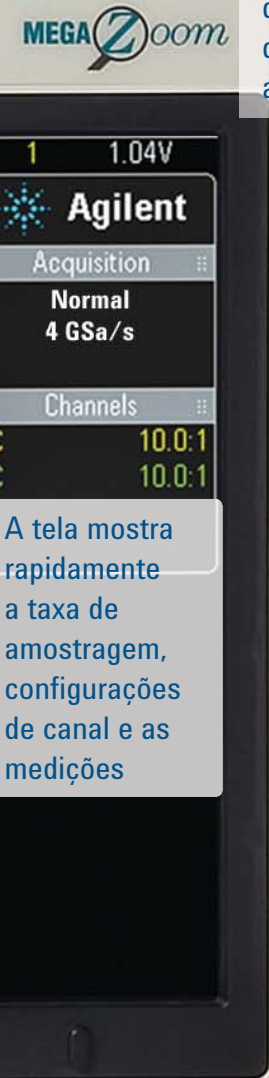 MEGA Zoom
1 1.04V
Agilent
Acquisition
Normal
4 GSa/s
Channels
10.0:1
10.0:1
A tela mostra
rapidamente
a taxa de
amostragem,
configurações
de canal e as
medições